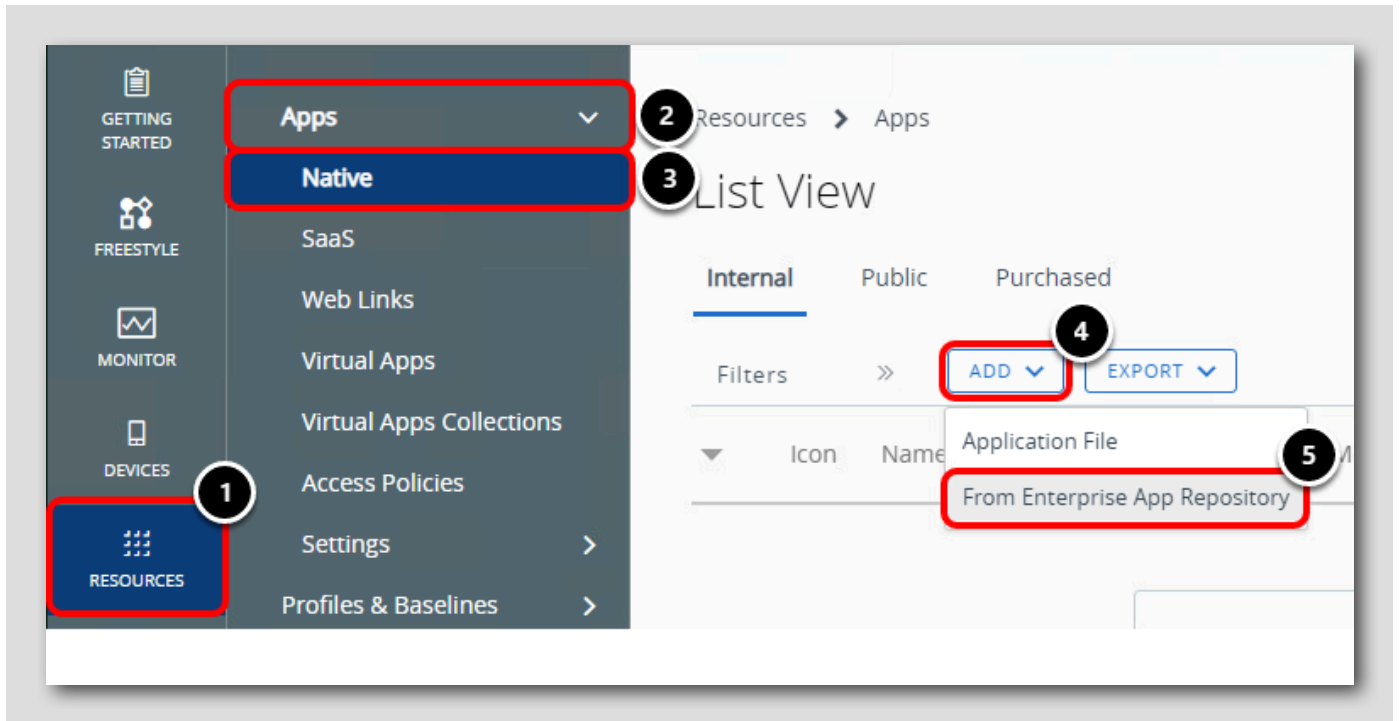 GETTING
STARTED
FREESTYLE
MONITOR
DEVICES
1
RESOURCES
Apps
2
Native
3
SaaS
Web Links
Virtual Apps
Virtual Apps Collections
Access Policies
Settings
Profiles & Baselines
Resources > Apps
List View
Internal Public Purchased
4
Filters » ADD EXPORT
Icon Name M
Application File
5
From Enterprise App Repository